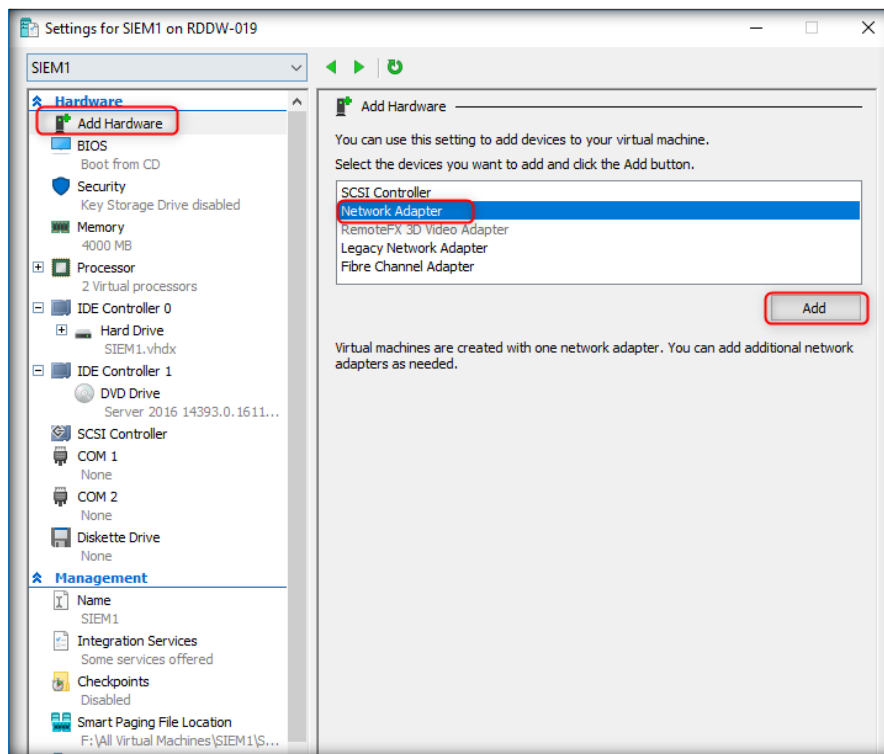 Settings for SIEM1 on RDDW-019
SIEM1
Hardware
Add Hardware
BIOS
Boot from CD
Security
Key Storage Drive disabled
Memory
4000 MB
Processor
2 Virtual processors
IDE Controller 0
Hard Drive
SIEM1.vhdx
IDE Controller 1
DVD Drive
Server 2016 14393.0.1611...
SCSI Controller
COM 1
None
COM 2
None
Diskette Drive
None
Management
Name
SIEM1
Integration Services
Some services offered
Checkpoints
Disabled
Smart Paging File Location
F:\All Virtual Machines\SIEM1\S...
Add Hardware
You can use this setting to add devices to your virtual machine.
Select the devices you want to add and click the Add button.
SCSI Controller
Network Adapter
RemoteFX 3D Video Adapter
Legacy Network Adapter
Fibre Channel Adapter
Add
Virtual machines are created with one network adapter. You can add additional network
adapters as needed.